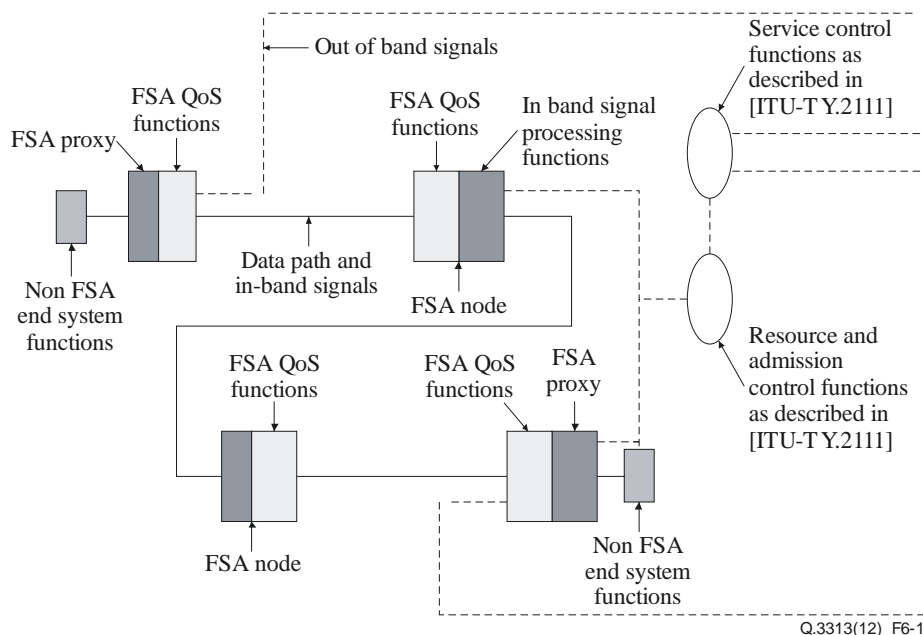 Out of band signals
Service control
functions as
described in
[ITU-T Y.2111]
FSA QoS
functions
FSA proxy
FSA QoS
functions
In band signal
processing
functions
Data path and
in-band signals
Non FSA
end system
functions
FSA node
FSA QoS
functions
FSA QoS
functions
FSA
proxy
Resource and
admission
control functions
as described in
[ITU-T Y.2111]
FSA node
Non FSA
end system
functions
Q.3313(12)_F6-1